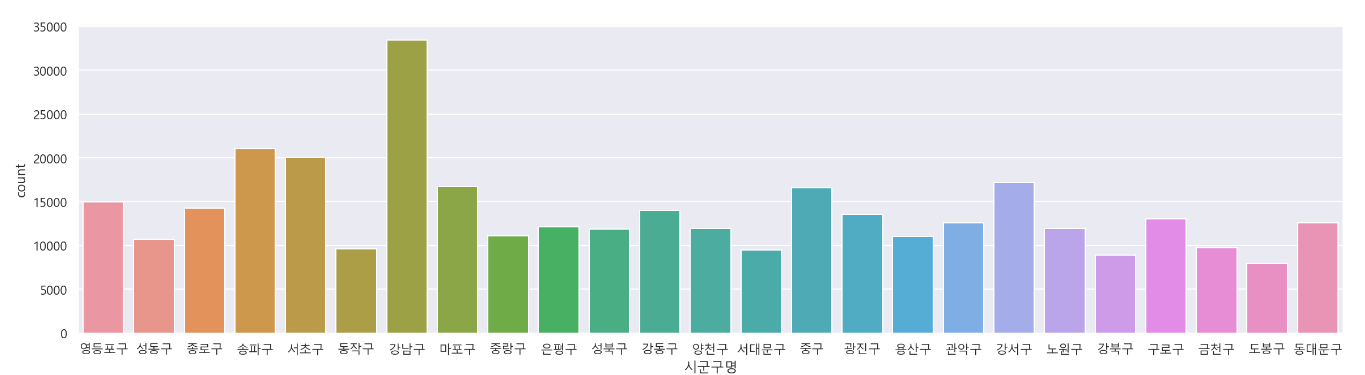 35000
30000
25000
20000
15000
10000
5000
0
count
영등포구 성동구 종로구 송파구 서초구 동작구 강남구 마포구 중랑구 은평구 성북구 강동구 양천구 서대문구 중구 광진구 용산구 관악구 강서구 노원구 강북구 구로구 금천구 도봉구 동대문구
시군구명